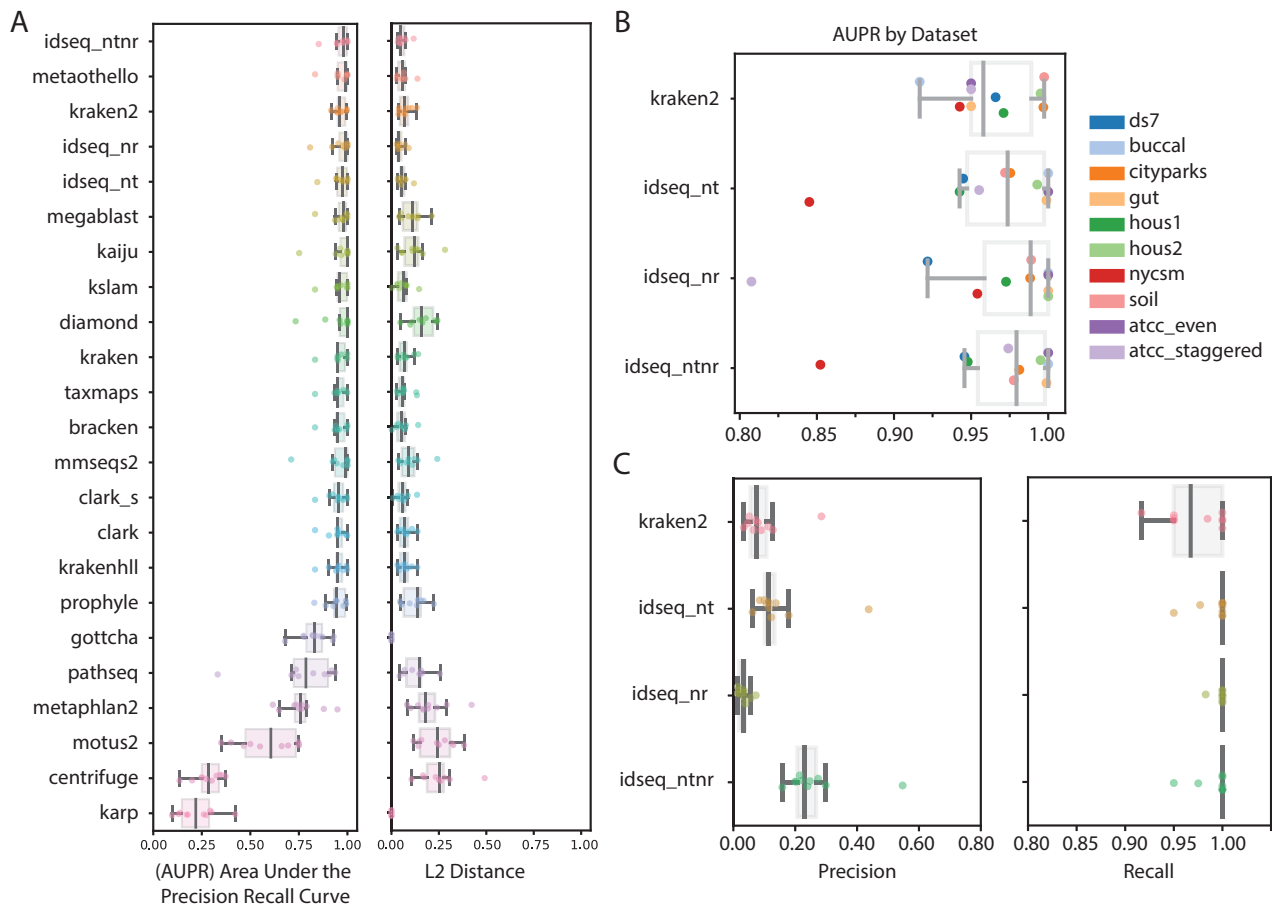 A
idseq_ntnr
metaothello
kraken2
idseq_nr
idseq_nt
megablast
kaiju
kslam
diamond
kraken
taxmaps
bracken
mmseqs2
clark_s
clark
krakenhll
prophyle
gottcha
pathseq
metaphlan2
motus2
centrifuge
karp
0.00 0.25 0.50 0.75 1.00
(AUPR) Area Under the
Precision Recall Curve
0.00 0.25 0.50 0.75 1.00
L2 Distance
B
AUPR by Dataset
kraken2
idseq_nt
idseq_nr
idseq_ntnr
0.80 0.85 0.90 0.95 1.00
ds7
buccal
cityparks
gut
hous1
hous2
nycsm
soil
atcc_even
atcc_staggered
C
kraken2
idseq_nt
idseq_nr
idseq_ntnr
0.00 0.20 0.40 0.60 0.80
Precision
0.80 0.85 0.90 0.95 1.00
Recall